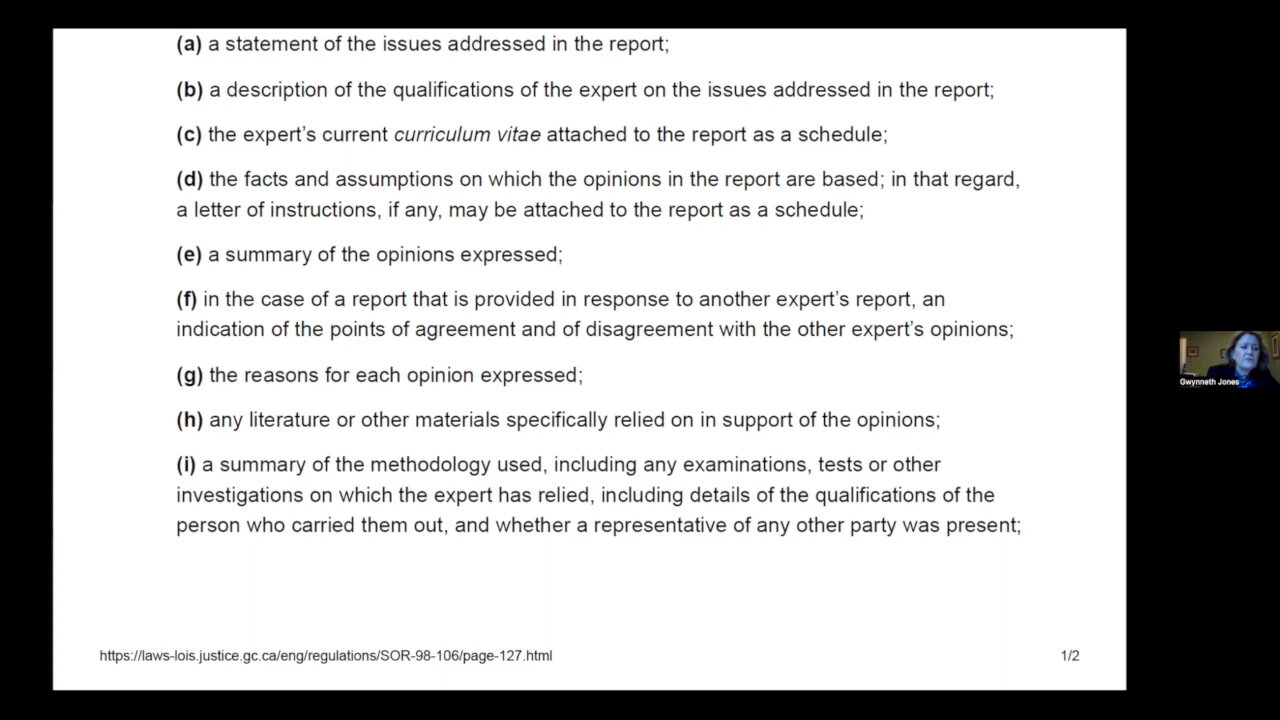 (a) a statement of the issues addressed in the report;
(b) a description of the qualifications of the expert on the issues addressed in the report;
(c) the expert’s current curriculum vitae attached to the report as a schedule;
(d) the facts and assumptions on which the opinions in the report are based; in that regard,
a letter of instructions, if any, may be attached to the report as a schedule;
(e) a summary of the opinions expressed;
(f) in the case of a report that is provided in response to another expert’s report, an
indication of the points of agreement and of disagreement with the other expert’s opinions;
(g) the reasons for each opinion expressed;
(h) any literature or other materials specifically relied on in support of the opinions;
(i) a summary of the methodology used, including any examinations, tests or other
investigations on which the expert has relied, including details of the qualifications of the
person who carried them out, and whether a representative of any other party was present;
https://laws-lois.justice.gc.ca/eng/regulations/SOR-98-106/page-127.html 1/2
Gwynneth Jones